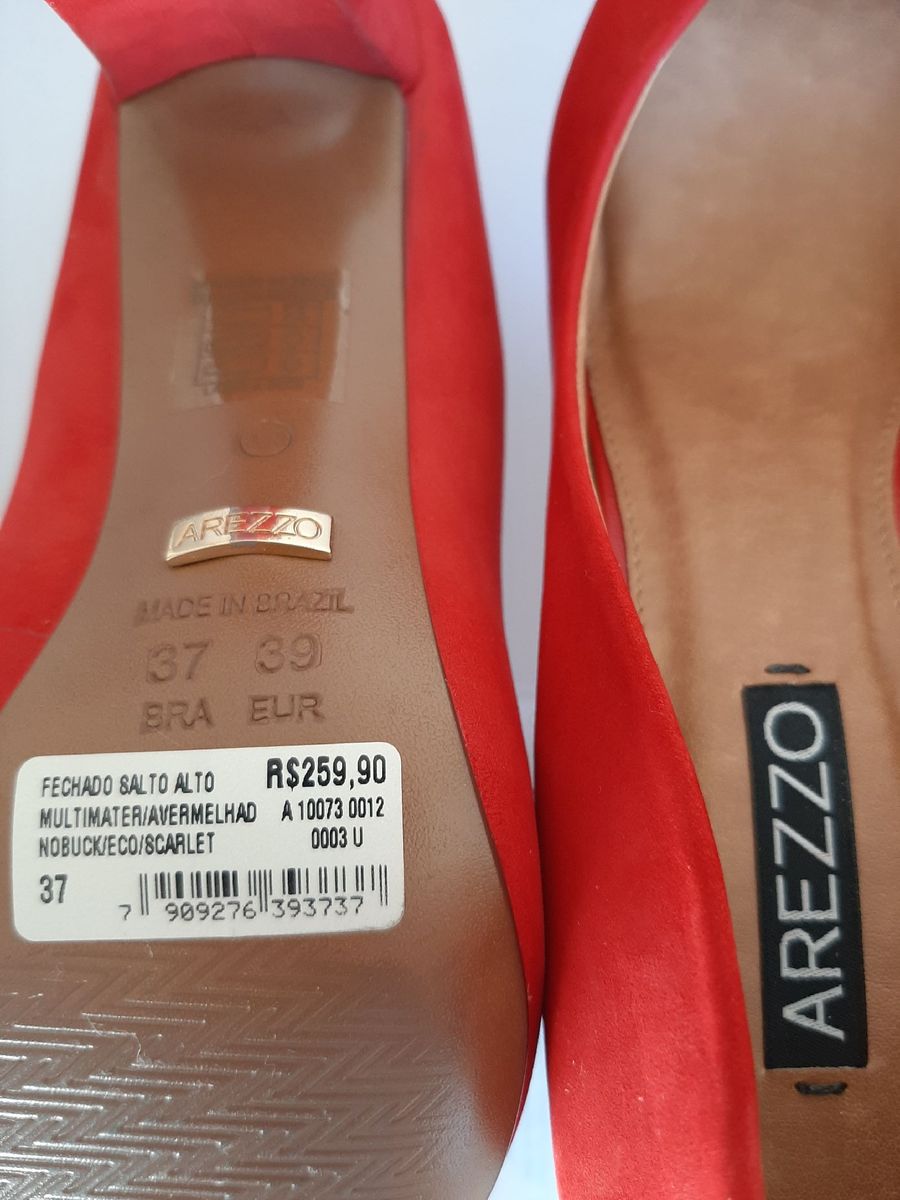 AREZZO
MADE IN BRAZIL
37 39
BRA EUR
FECHADO SALTO ALTO R$259,90
MULTIMATER/AVERMELHAD A 10073 0012
NOBUCK/ECO/SCARLET 0003 U
37
7 909276 393737
AREZZO